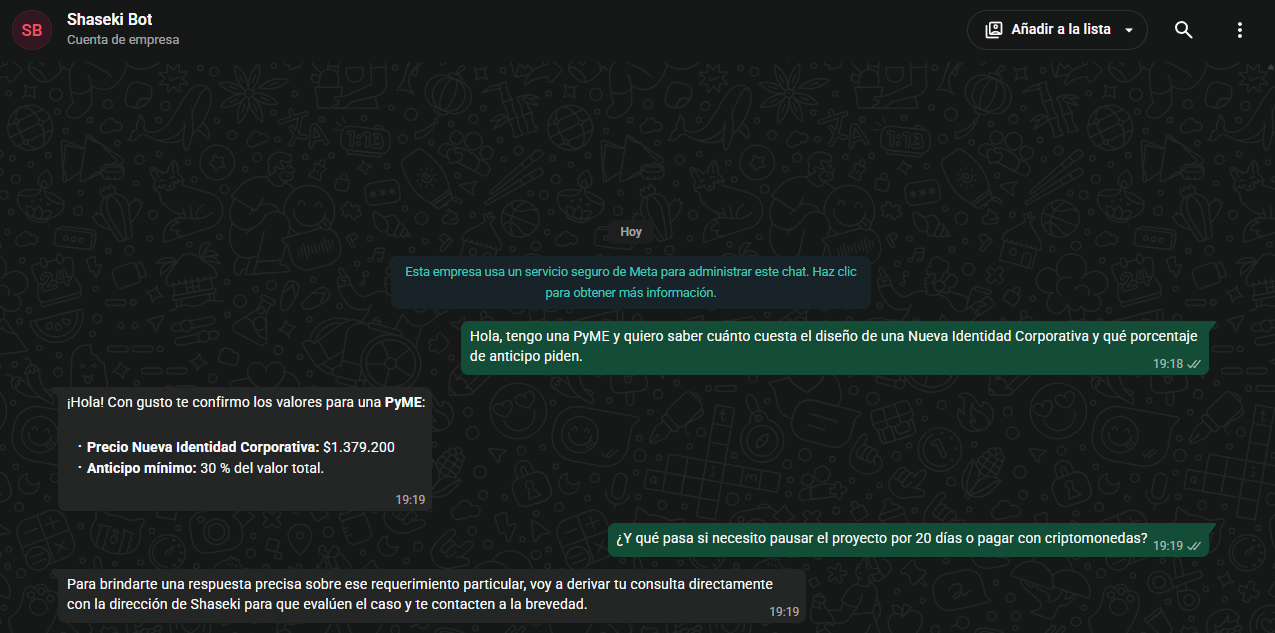 SB
Shaseki Bot
Cuenta de empresa
Añadir a la lista
Hoy
Esta empresa usa un servicio seguro de Meta para administrar este chat. Haz clic
para obtener más información.
Hola, tengo una PyME y quiero saber cuánto cuesta el diseño de una Nueva Identidad Corporativa y qué porcentaje
de anticipo piden.
19:18
¡Hola! Con gusto te confirmo los valores para una PyME:
· Precio Nueva Identidad Corporativa: $1.379.200
· Anticipo mínimo: 30 % del valor total.
19:19
¿Y qué pasa si necesito pausar el proyecto por 20 días o pagar con criptomonedas?
19:19
Para brindarte una respuesta precisa sobre ese requerimiento particular, voy a derivar tu consulta directamente
con la dirección de Shaseki para que evalúen el caso y te contacten a la brevedad.
19:19